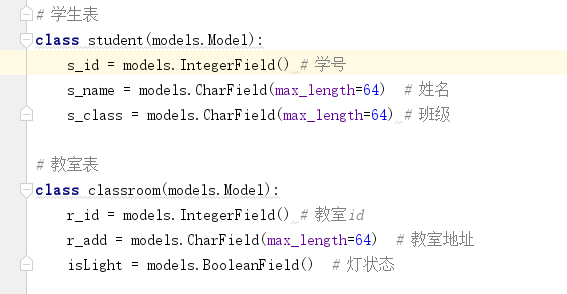 # 学生表
class student(models.Model):
s_id = models.IntegerField() # 学号
s_name = models.CharField(max_length=64)  # 姓名
s_class = models.CharField(max_length=64) # 班级
# 教室表
class classroom(models.Model):
r_id = models.IntegerField() # 教室id
r_add = models.CharField(max_length=64)  # 教室地址
isLight = models.BooleanField()  # 灯状态